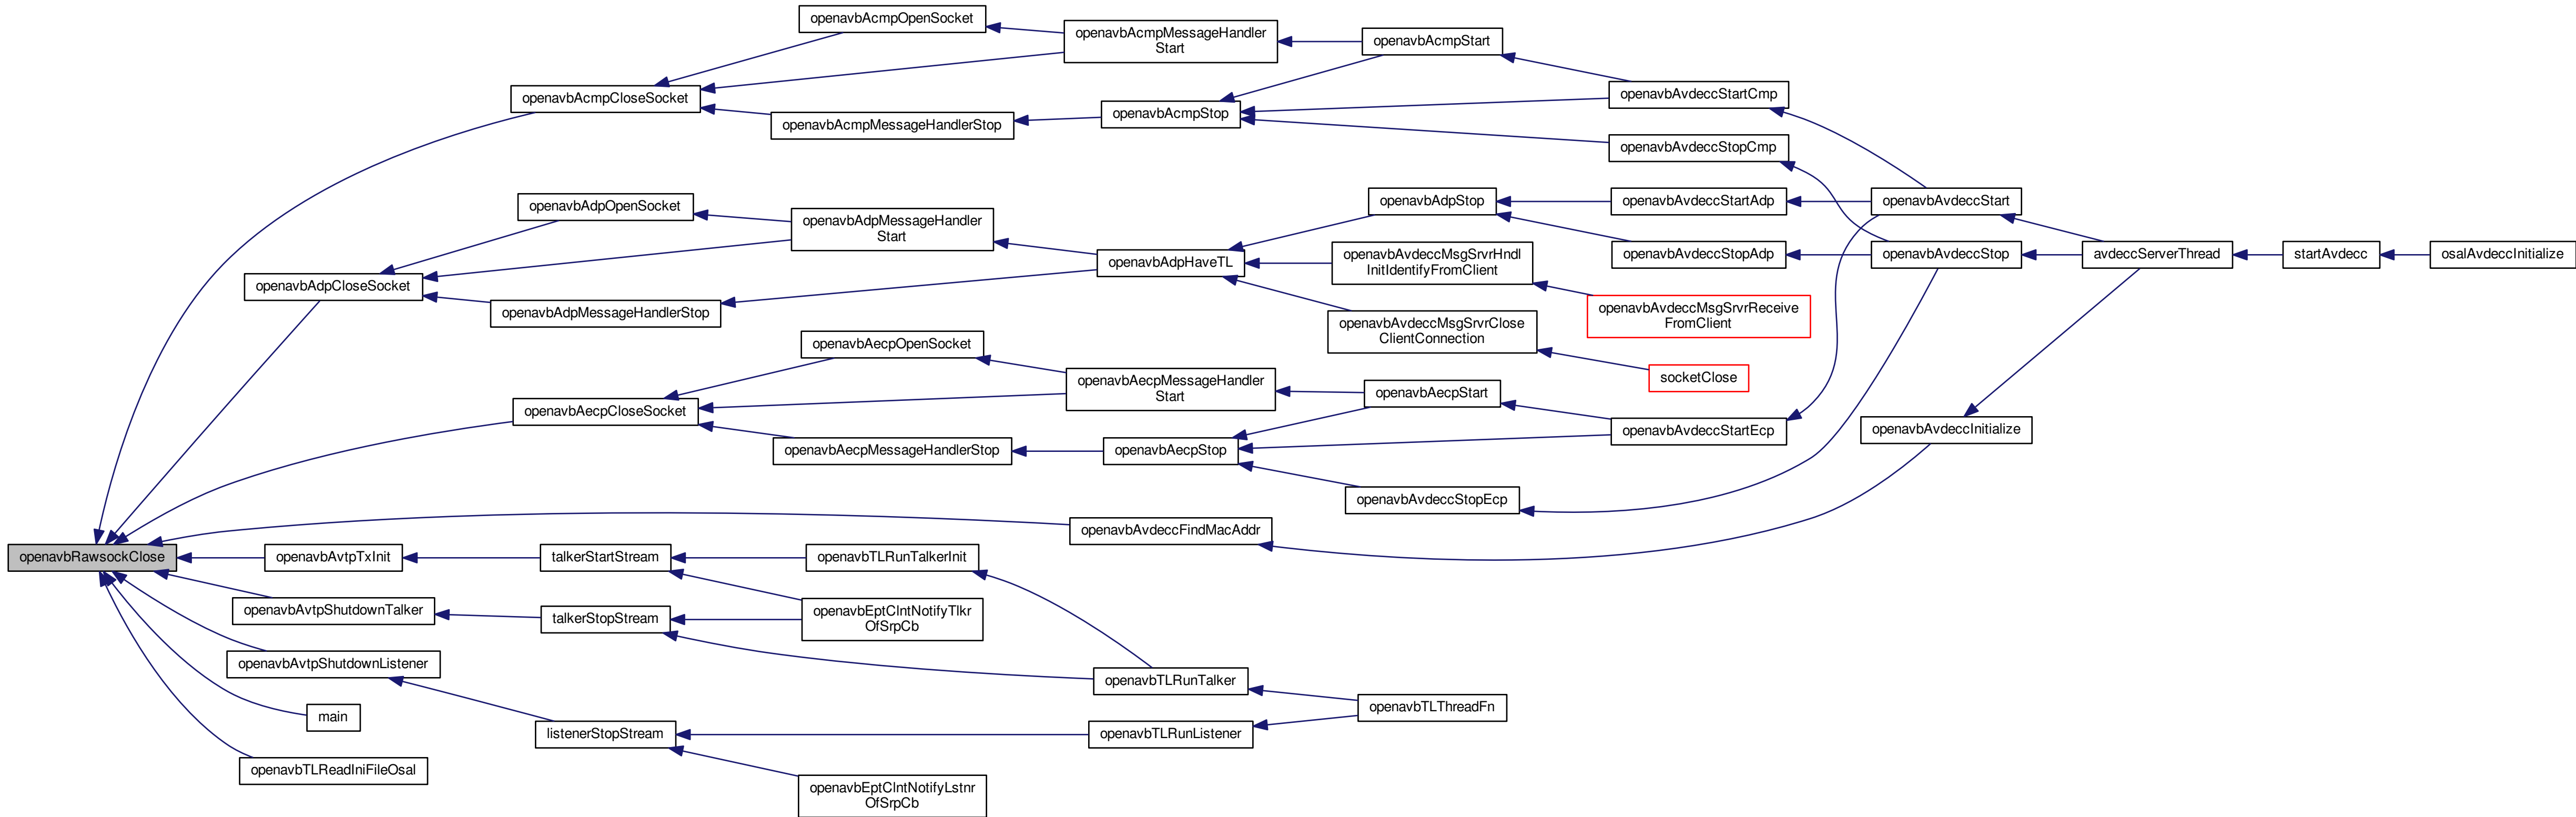 openavbAcmpOpenSocket
openavbAcmpMessageHandler
Start
openavbAcmpStart
openavbAcmpCloseSocket
openavbAvdeccStartCmp
openavbAcmpMessageHandlerStop
openavbAcmpStop
openavbAvdeccStopCmp
openavbAdpOpenSocket
openavbAdpMessageHandler
Start
openavbAdpStop
openavbAvdeccStartAdp
openavbAvdeccStart
openavbAdpCloseSocket
openavbAdpHaveTL
openavbAvdeccMsgSrvrHndl
InitIdentifyFromClient
openavbAvdeccStopAdp
openavbAvdeccStop
avdeccServerThread
startAvdecc
osalAvdeccInitialize
openavbAdpMessageHandlerStop
openavbAvdeccMsgSrvrReceive
FromClient
openavbAvdeccMsgSrvrClose
ClientConnection
socketClose
openavbAecpOpenSocket
openavbAecpMessageHandler
Start
openavbAecpStart
openavbAecpCloseSocket
openavbAvdeccStartEcp
openavbAvdeccInitialize
openavbAecpMessageHandlerStop
openavbAecpStop
openavbAvdeccStopEcp
openavbAvdeccFindMacAddr
openavbRawsockClose
openavbAvtpTxInit
talkerStartStream
openavbTLRunTalkerInit
openavbAvtpShutdownTalker
talkerStopStream
openavbEptClntNotifyTlkr
OfSrpCb
openavbAvtpShutdownListener
openavbTLRunTalker
openavbTLThreadFn
main
listenerStopStream
openavbTLRunListener
openavbTLReadIniFileOsal
openavbEptClntNotifyLstnr
OfSrpCb